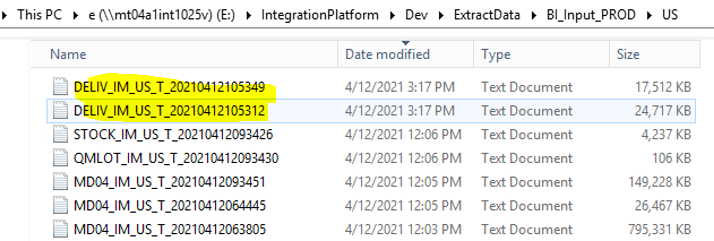 This PC > e (\\mt04a1int1025v) (E:) > IntegrationPlatform > Dev > ExtractData > BI_Input_PROD > US
Name Date modified Type Size
DELIV_IM_US_T_20210412105349 4/12/2021 3:17 PM Text Document 17,512 KB
DELIV_IM_US_T_20210412105312 4/12/2021 3:17 PM Text Document 24,717 KB
STOCK_IM_US_T_20210412093426 4/12/2021 12:06 PM Text Document 4,237 KB
QMLOT_IM_US_T_20210412093430 4/12/2021 12:06 PM Text Document 106 KB
MD04_IM_US_T_20210412093451 4/12/2021 12:05 PM Text Document 149,228 KB
MD04_IM_US_T_20210412064445 4/12/2021 12:05 PM Text Document 26,467 KB
MD04_IM_US_T_20210412063805 4/12/2021 12:03 PM Text Document 795,331 KB